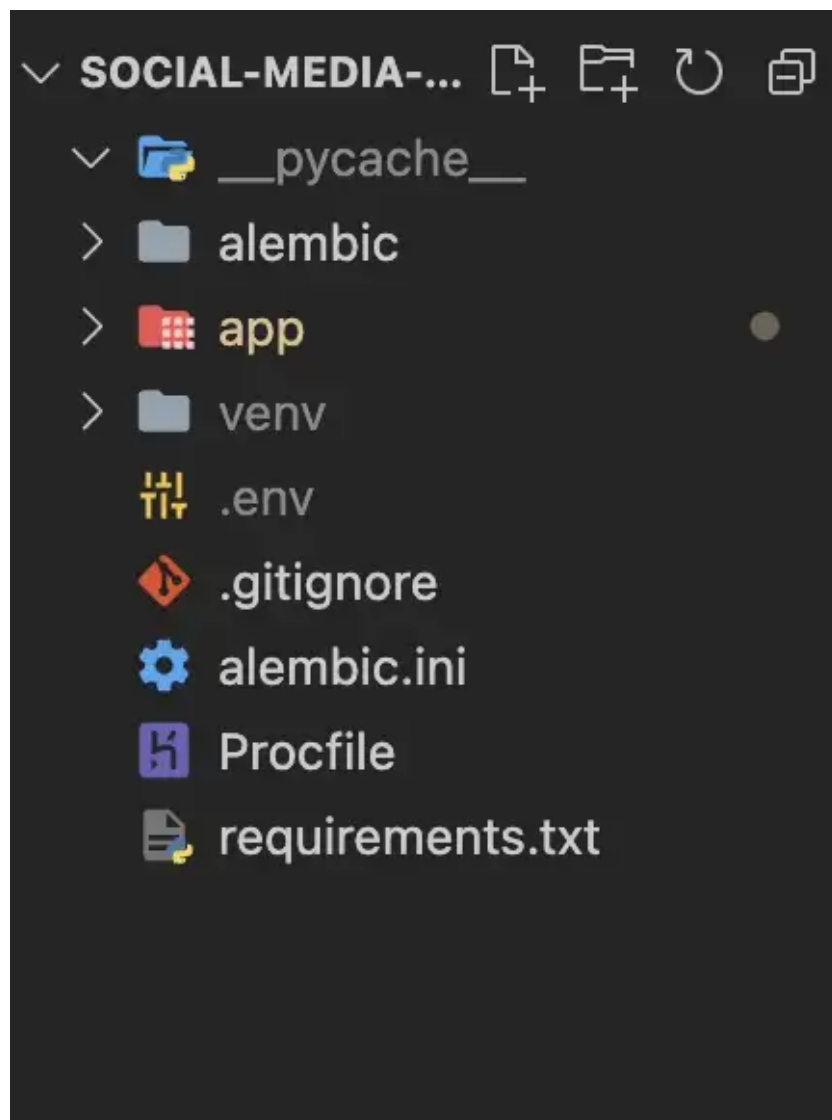 SOCIAL-MEDIA-...
__pycache__
alembic
app
venv
.env
.gitignore
alembic.ini
Procfile
requirements.txt